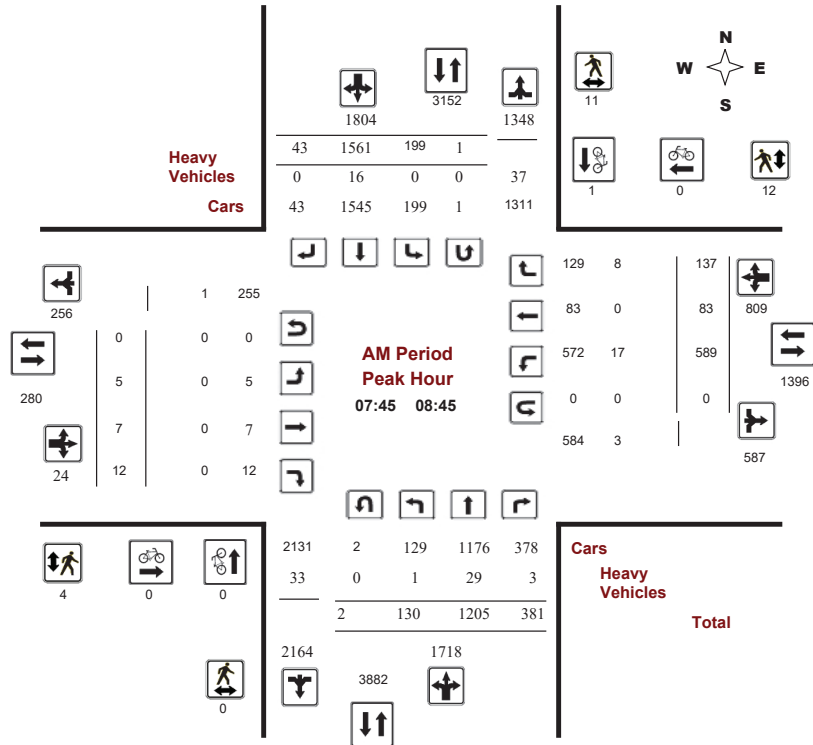 N
W E
S
3152
11
1804 1348
43 1561 199 1
Heavy
Vehicles
0 16 0 0 37
1 0 12
Cars
43 1545 199 1 1311
129 8 137
256
1 255
83 0 83 809
0 0 0
AM Period
Peak Hour
07:45 08:45
572 17 589
280
5 0 5
1396
0 0 0
7 0 7
584 3
587
24
12 0 12
2131 2 129 1176 378
Cars
33 0 1 29 3
Heavy
Vehicles
4 0 0
2 130 1205 381
Total
2164 1718
3882
0